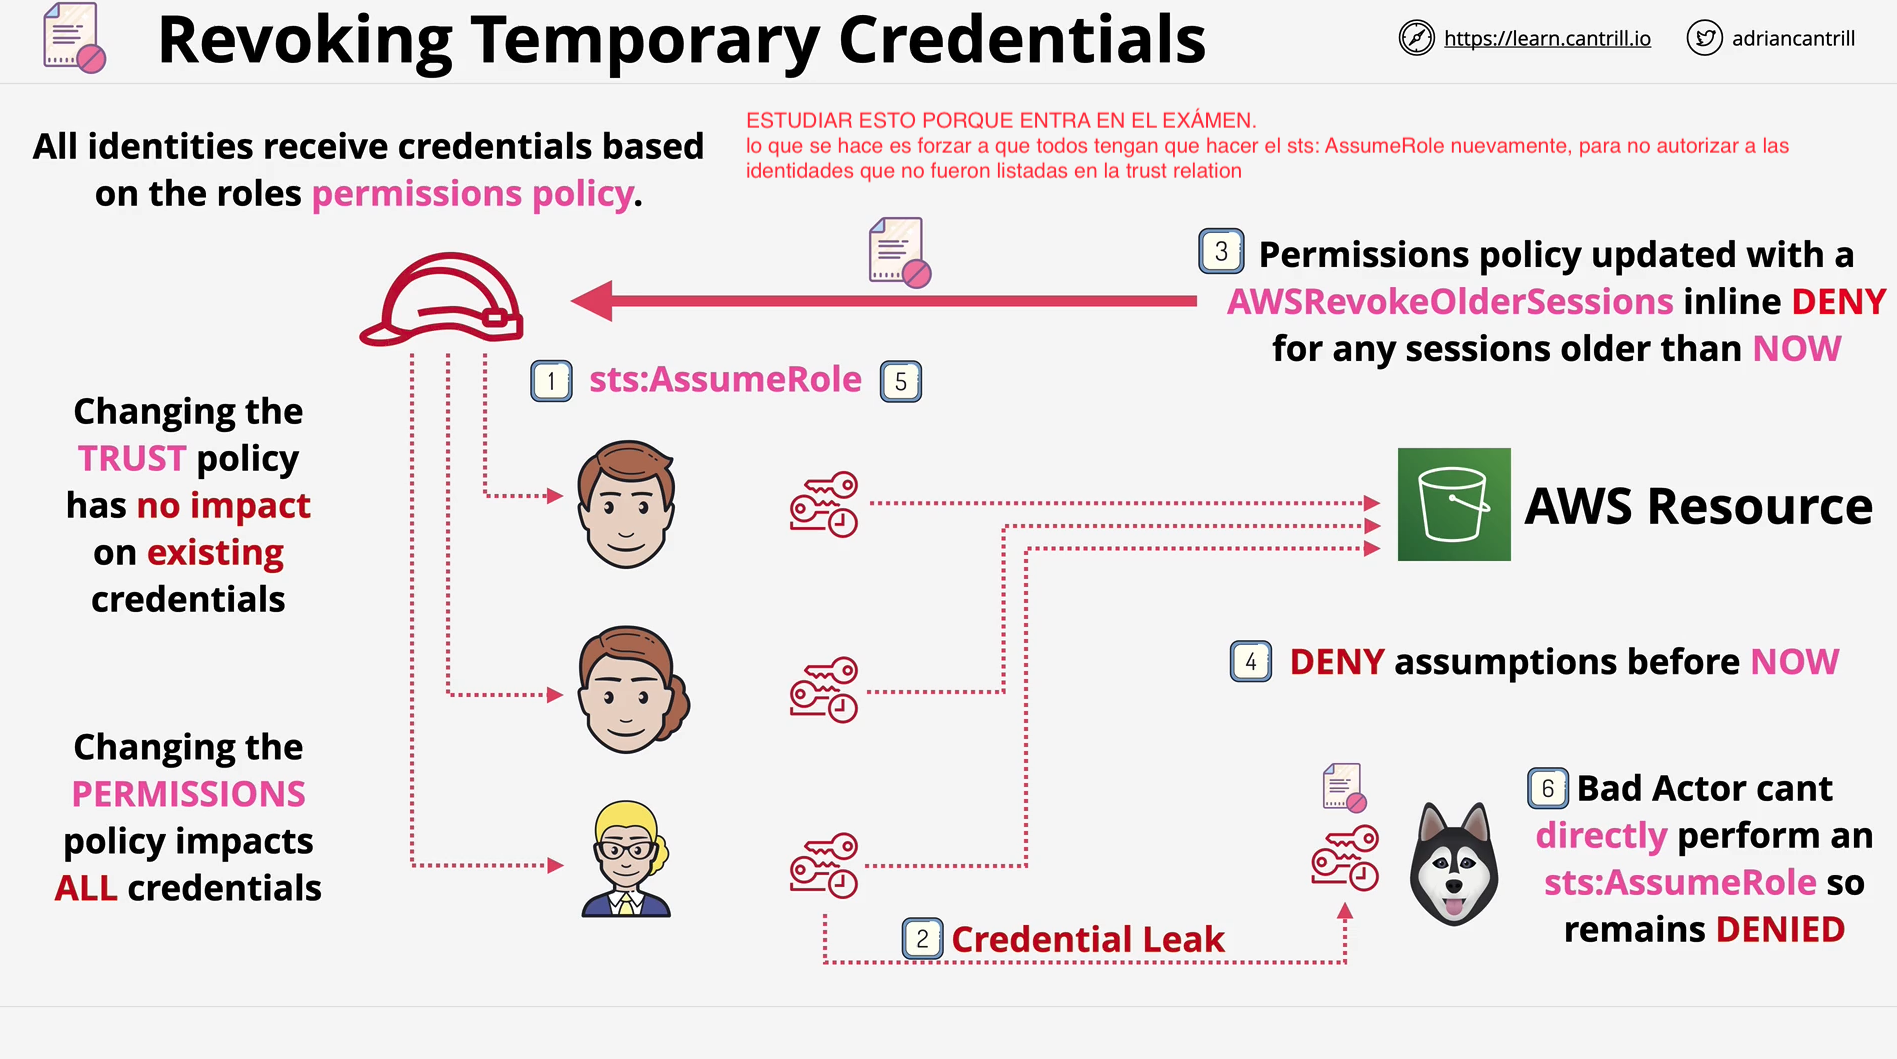 Revoking Temporary Credentials
https://learn.cantrill.io
adriancantrill
All identities receive credentials based
on the roles permissions policy.
ESTUDIAR ESTO PORQUE ENTRA EN EL EXÁMEN.
lo que se hace es forzar a que todos tengan que hacer el sts: AssumeRole nuevamente, para no autorizar a las
identidades que no fueron listadas en la trust relation
3 Permissions policy updated with a
AWSRevokeOlderSessions inline DENY
for any sessions older than NOW
1 sts:AssumeRole 5
Changing the
TRUST policy
has no impact
on existing
credentials
AWS Resource
4 DENY assumptions before NOW
Changing the
PERMISSIONS
policy impacts
ALL credentials
6 Bad Actor cant
directly perform an
sts:AssumeRole so
remains DENIED
2 Credential Leak